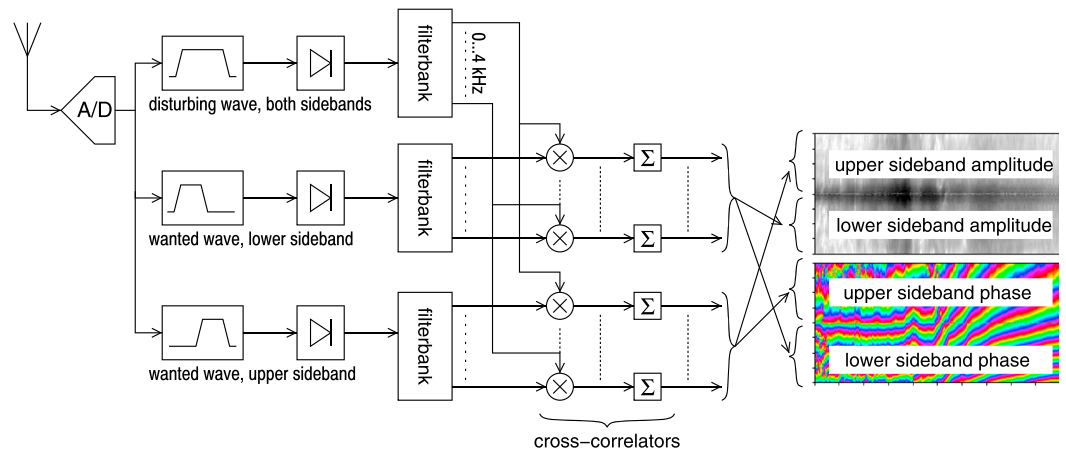 A/D
disturbing wave, both sidebands
filterbank
0..4 kHz
wanted wave, lower sideband
filterbank
Σ
Σ
wanted wave, upper sideband
filterbank
Σ
Σ
cross−correlators
upper sideband amplitude
lower sideband amplitude
upper sideband phase
lower sideband phase